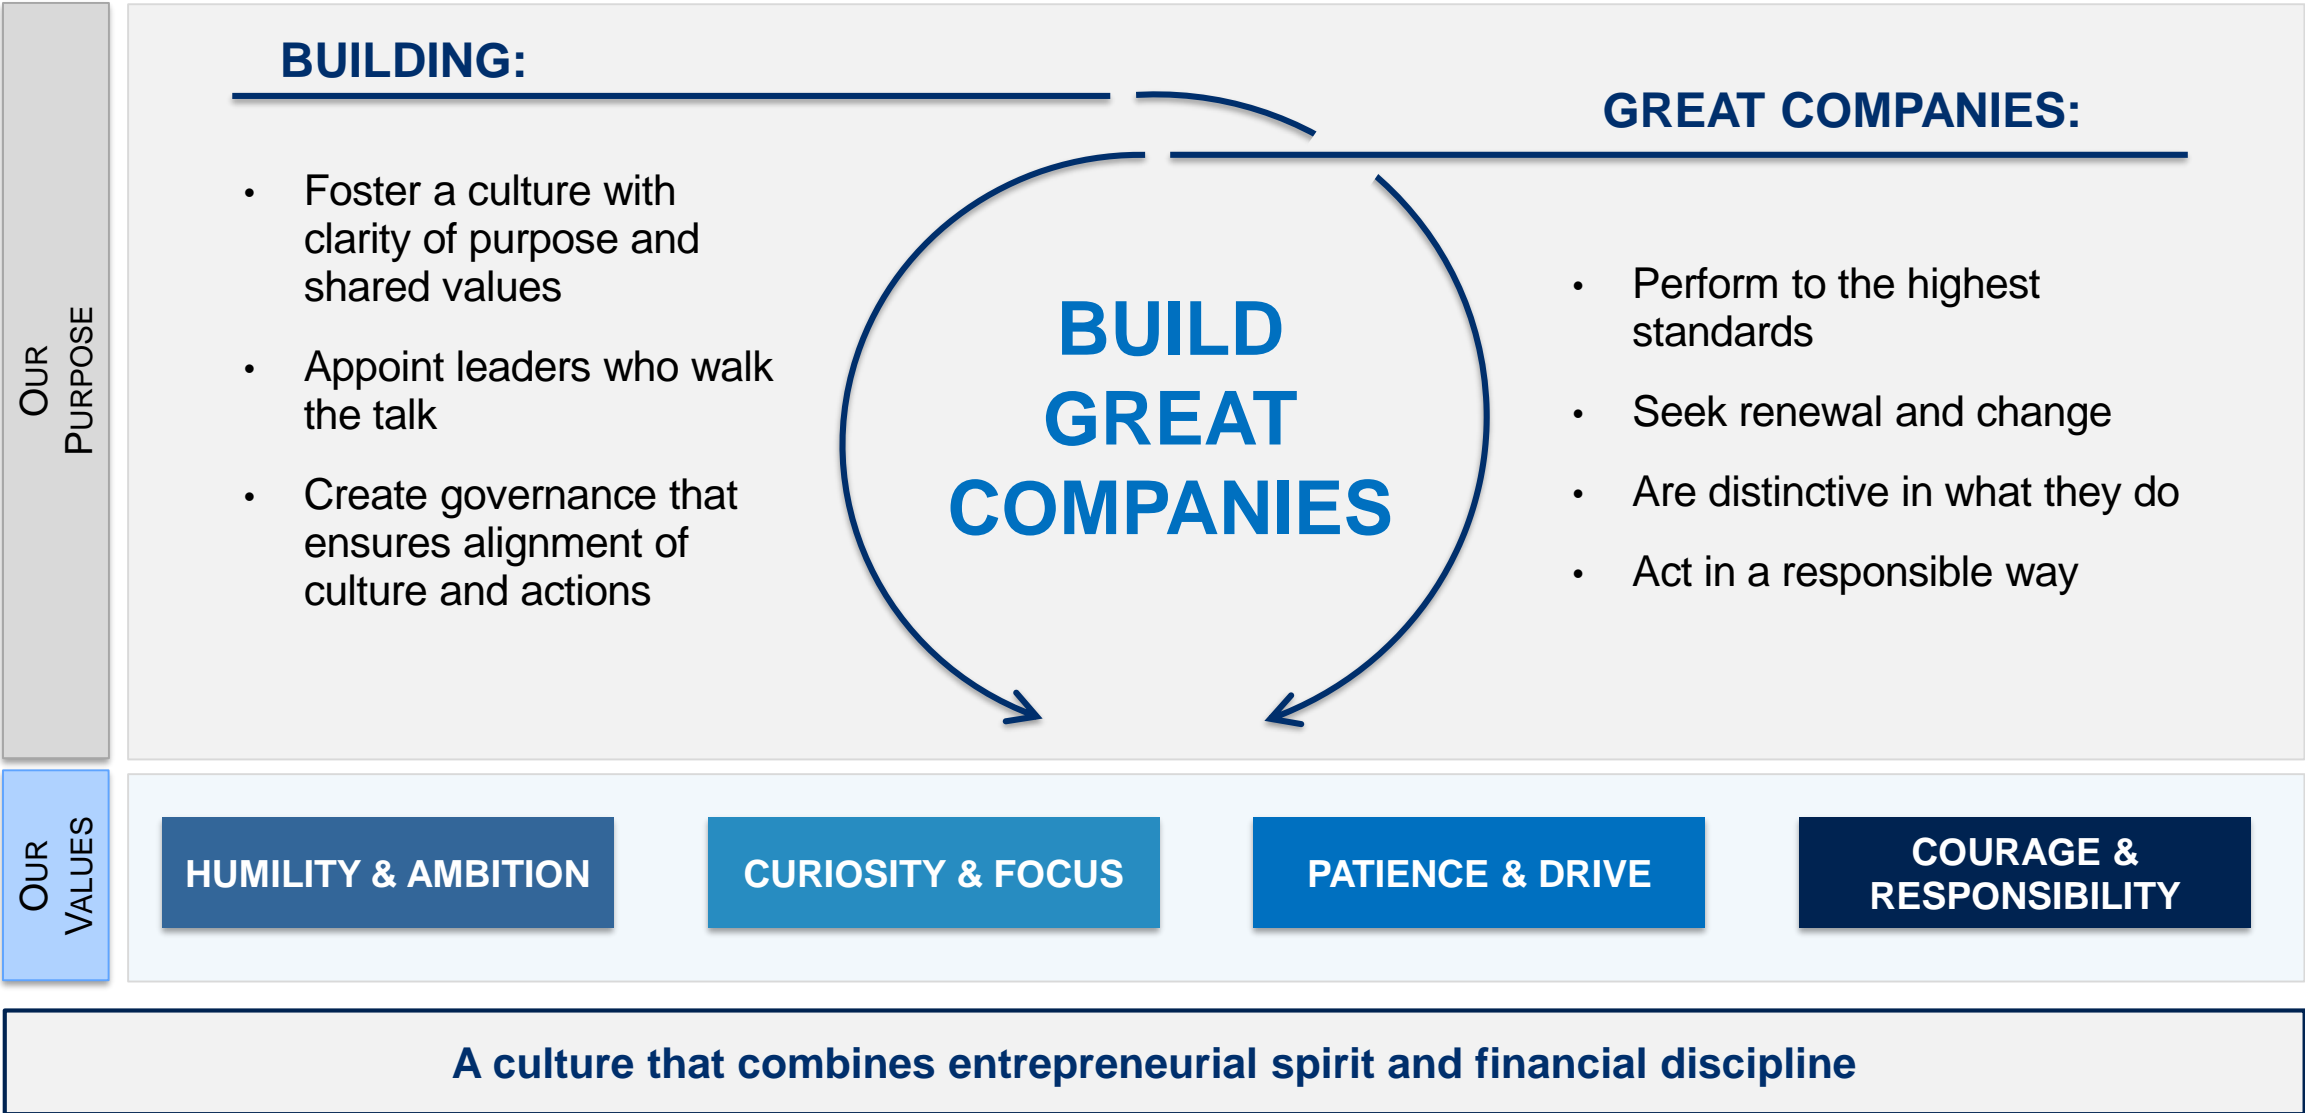 OUR
PURPOSE
BUILDING:
• Foster a culture with
clarity of purpose and
shared values
• Appoint leaders who walk
the talk
• Create governance that
ensures alignment of
culture and actions
BUILD
GREAT
COMPANIES
GREAT COMPANIES:
• Perform to the highest
standards
• Seek renewal and change
• Are distinctive in what they do
• Act in a responsible way
OUR
VALUES
HUMILITY & AMBITION
CURIOSITY & FOCUS
PATIENCE & DRIVE
COURAGE &
RESPONSIBILITY
A culture that combines entrepreneurial spirit and financial discipline